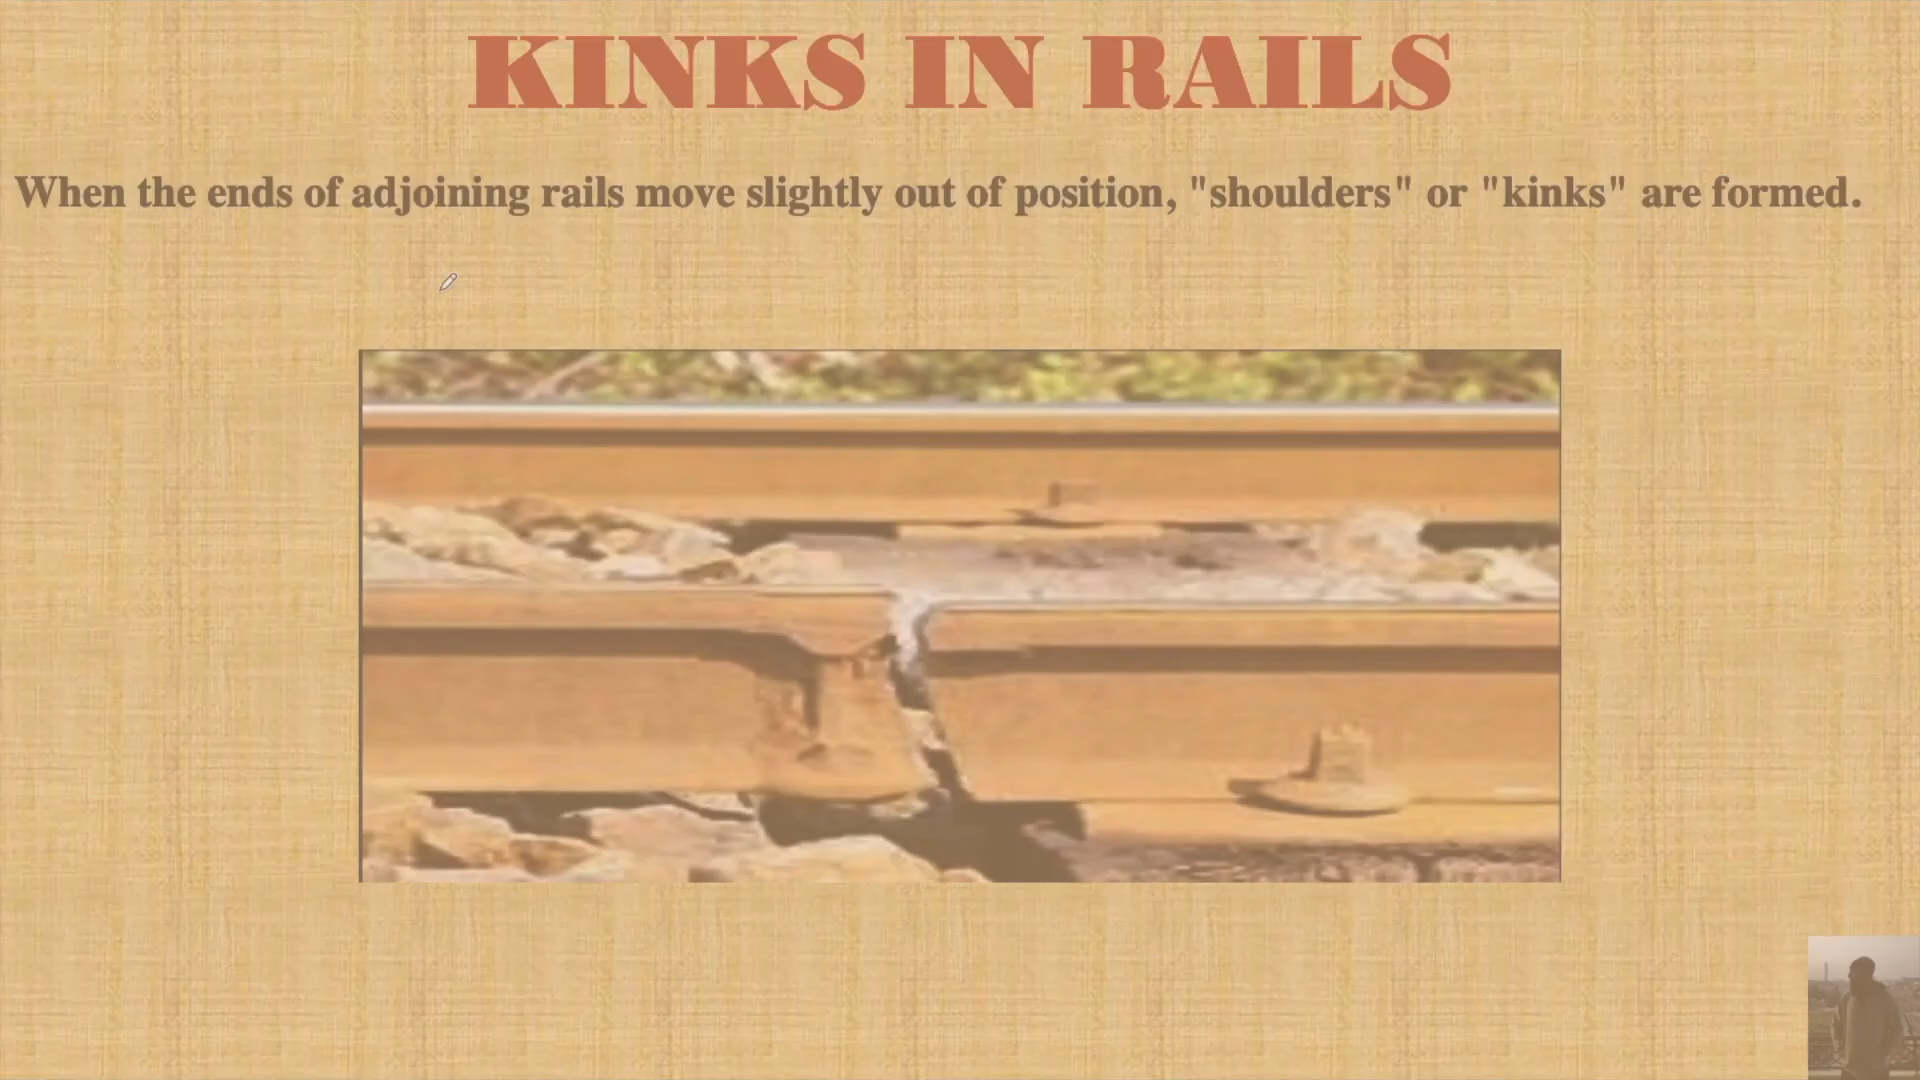 KINKS IN RAILS
When the ends of adjoining rails move slightly out of position, "shoulders" or "kinks" are formed.